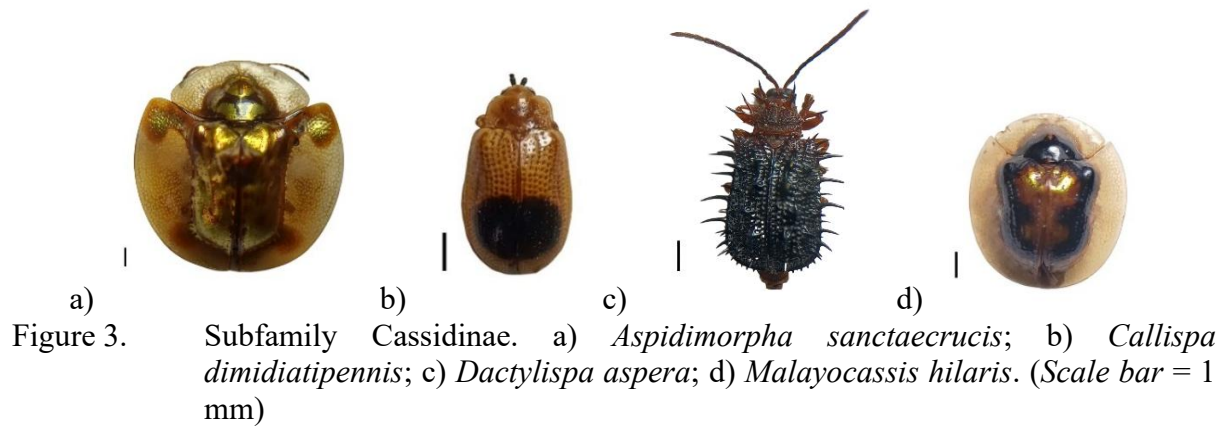 a) b) c) d)
Figure 3. Subfamily Cassidinae. a) Aspidimorpha sanctaecrucis; b) Callispa
dimidiatipennis; c) Dactylispa aspera; d) Malayocassis hilaris. (Scale bar = 1
mm)